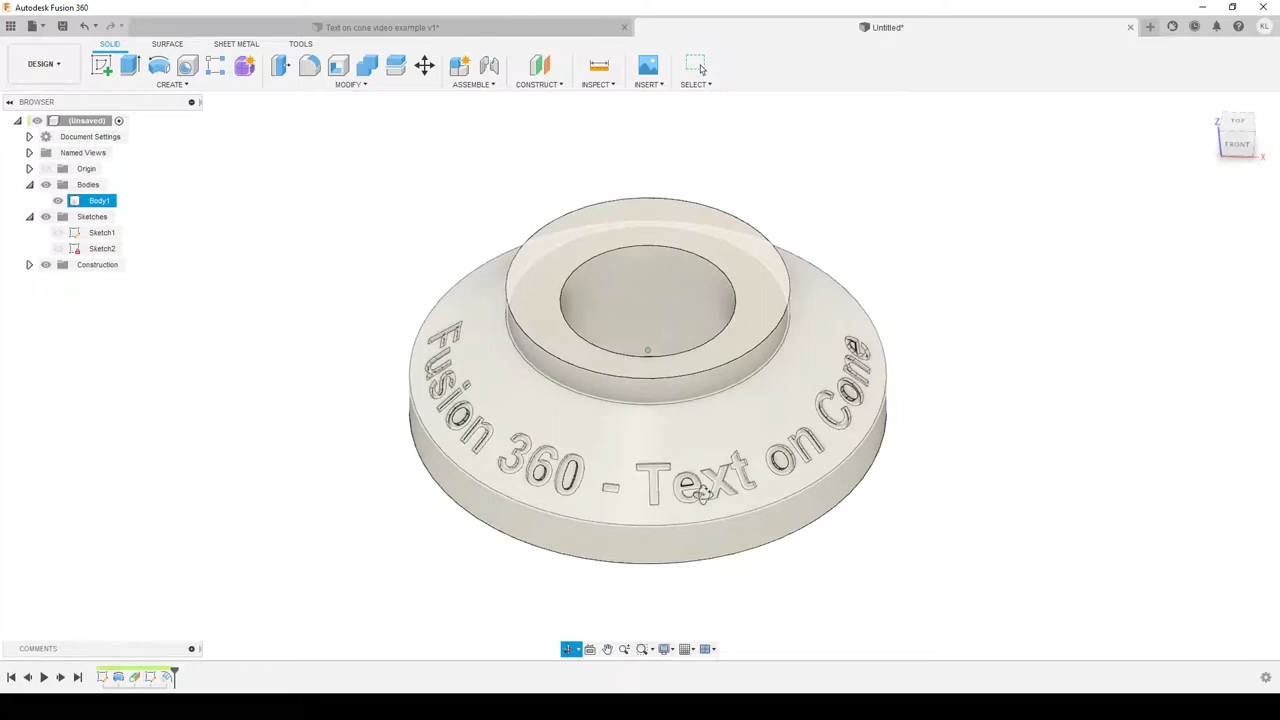 Autodesk Fusion 360
Text on cone video example v1*
Untitled*
KL
DESIGN
SOLID
SURFACE
SHEET METAL
TOOLS
CREATE
MODIFY
ASSEMBLE
CONSTRUCT
INSPECT
INSERT
SELECT
BROWSER
(Unsaved)
Document Settings
Named Views
Origin
Bodies
Body1
Sketches
Sketch1
Sketch2
Construction
Z
TOP
FRONT
X
Fusion 360 - Text on Cone
COMMENTS